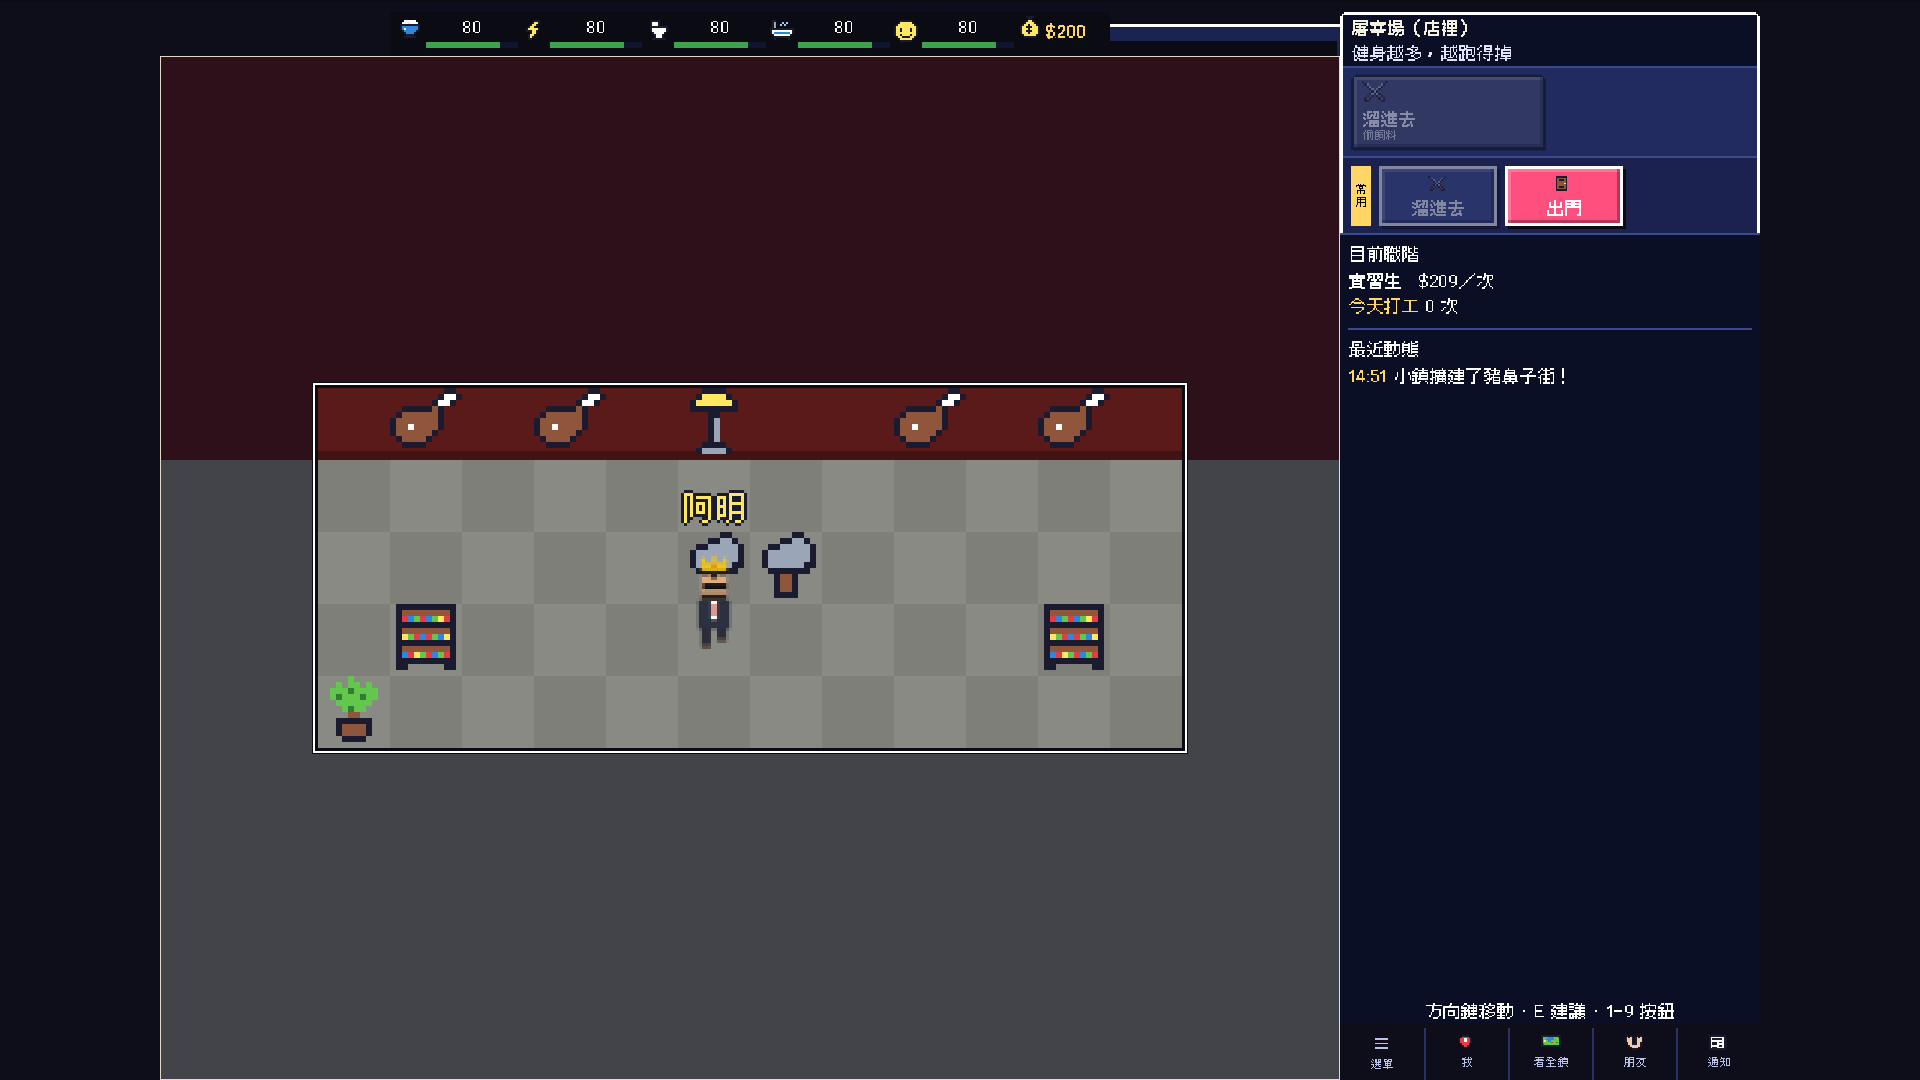 80
80
80
80
80
$200
屠宰場（店裡）
健身越多，越跑得掉
溜進去
偷飼料
常用
溜進去
出門
目前職階
實習生 $209／次
今天打工 0 次
最近動態
14:51 小鎮擴建了豬鼻子街！
阿明
方向鍵移動 · E 建議 · 1-9 按鈕
選單
我
看全鎮
朋友
通知